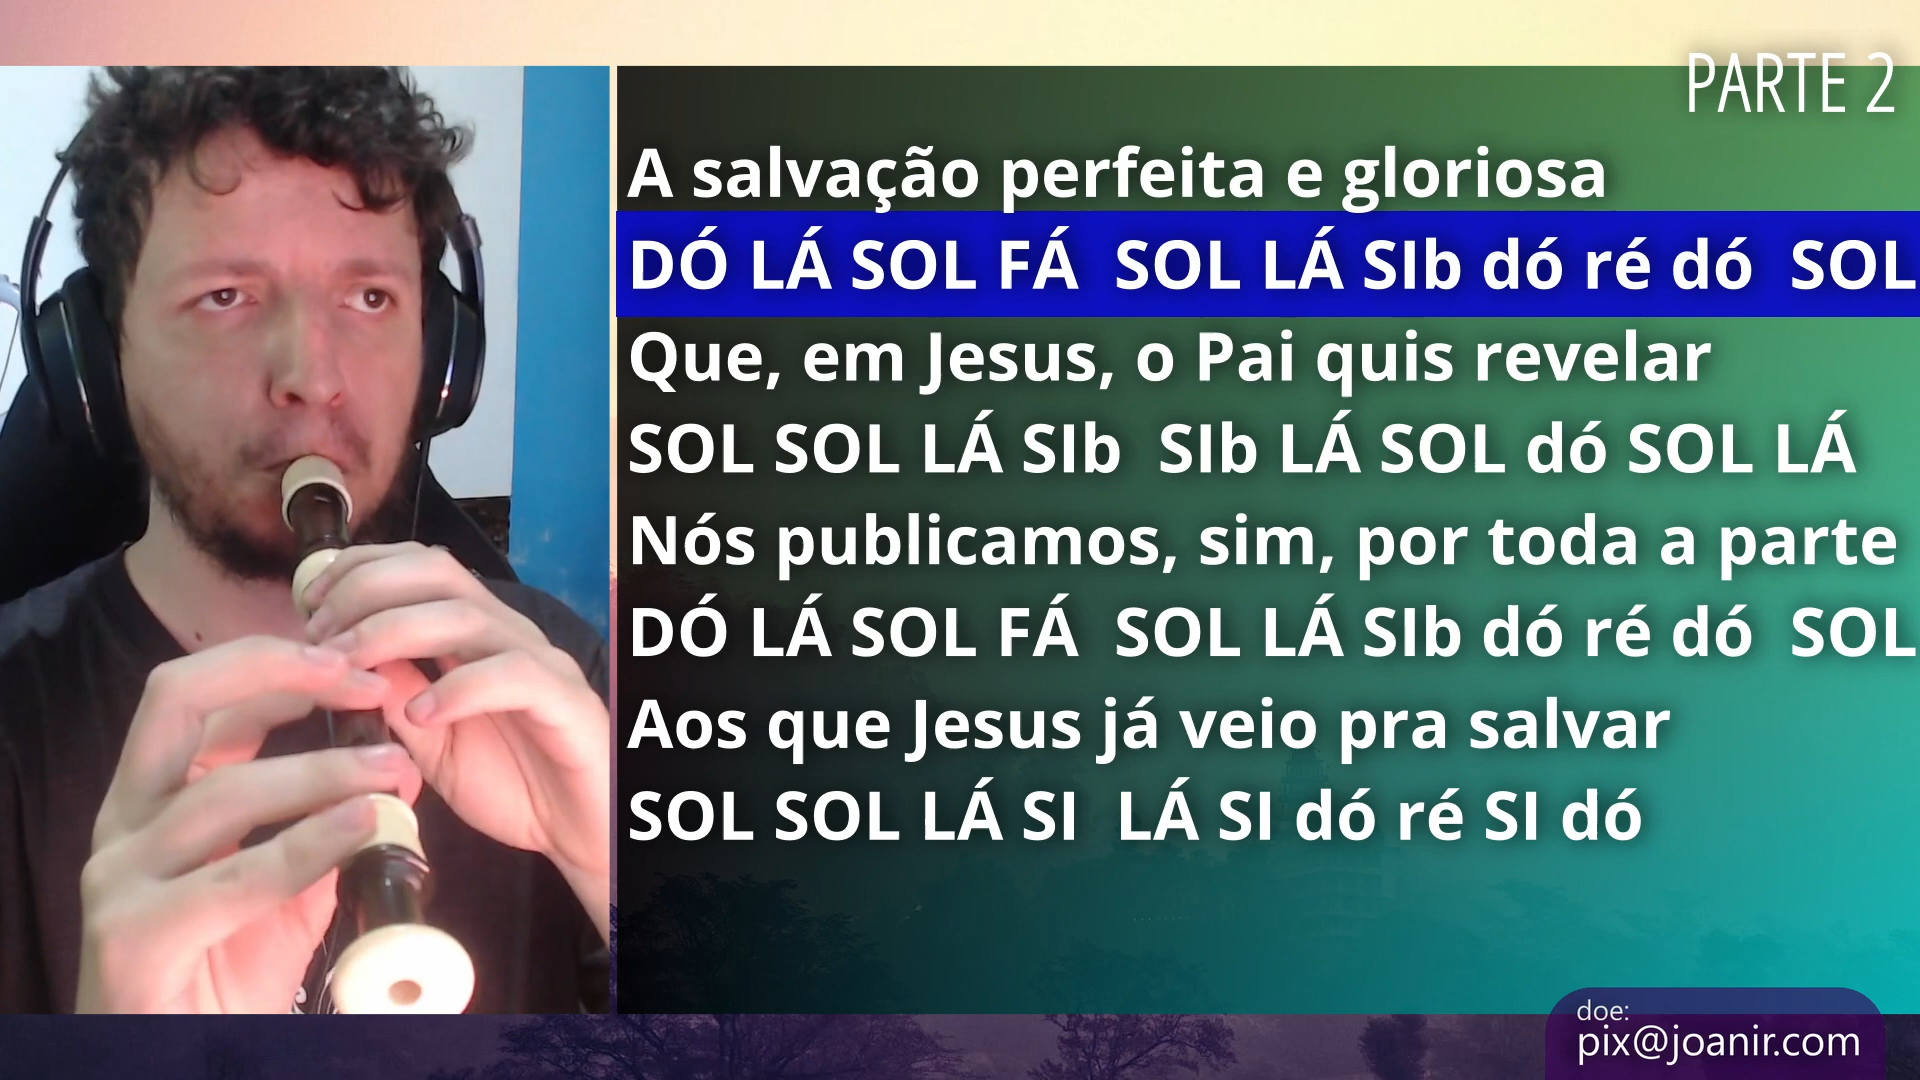 PARTE 2
A salvação perfeita e gloriosa
DÓ LÁ SOL FÁ  SOL LÁ SIb dó ré dó  SOL
Que, em Jesus, o Pai quis revelar
SOL SOL LÁ SIb  SIb LÁ SOL dó SOL LÁ
Nós publicamos, sim, por toda a parte
DÓ LÁ SOL FÁ  SOL LÁ SIb dó ré dó  SOL
Aos que Jesus já veio pra salvar
SOL SOL LÁ SI  LÁ SI dó ré SI dó
doe:
pix@joanir.com